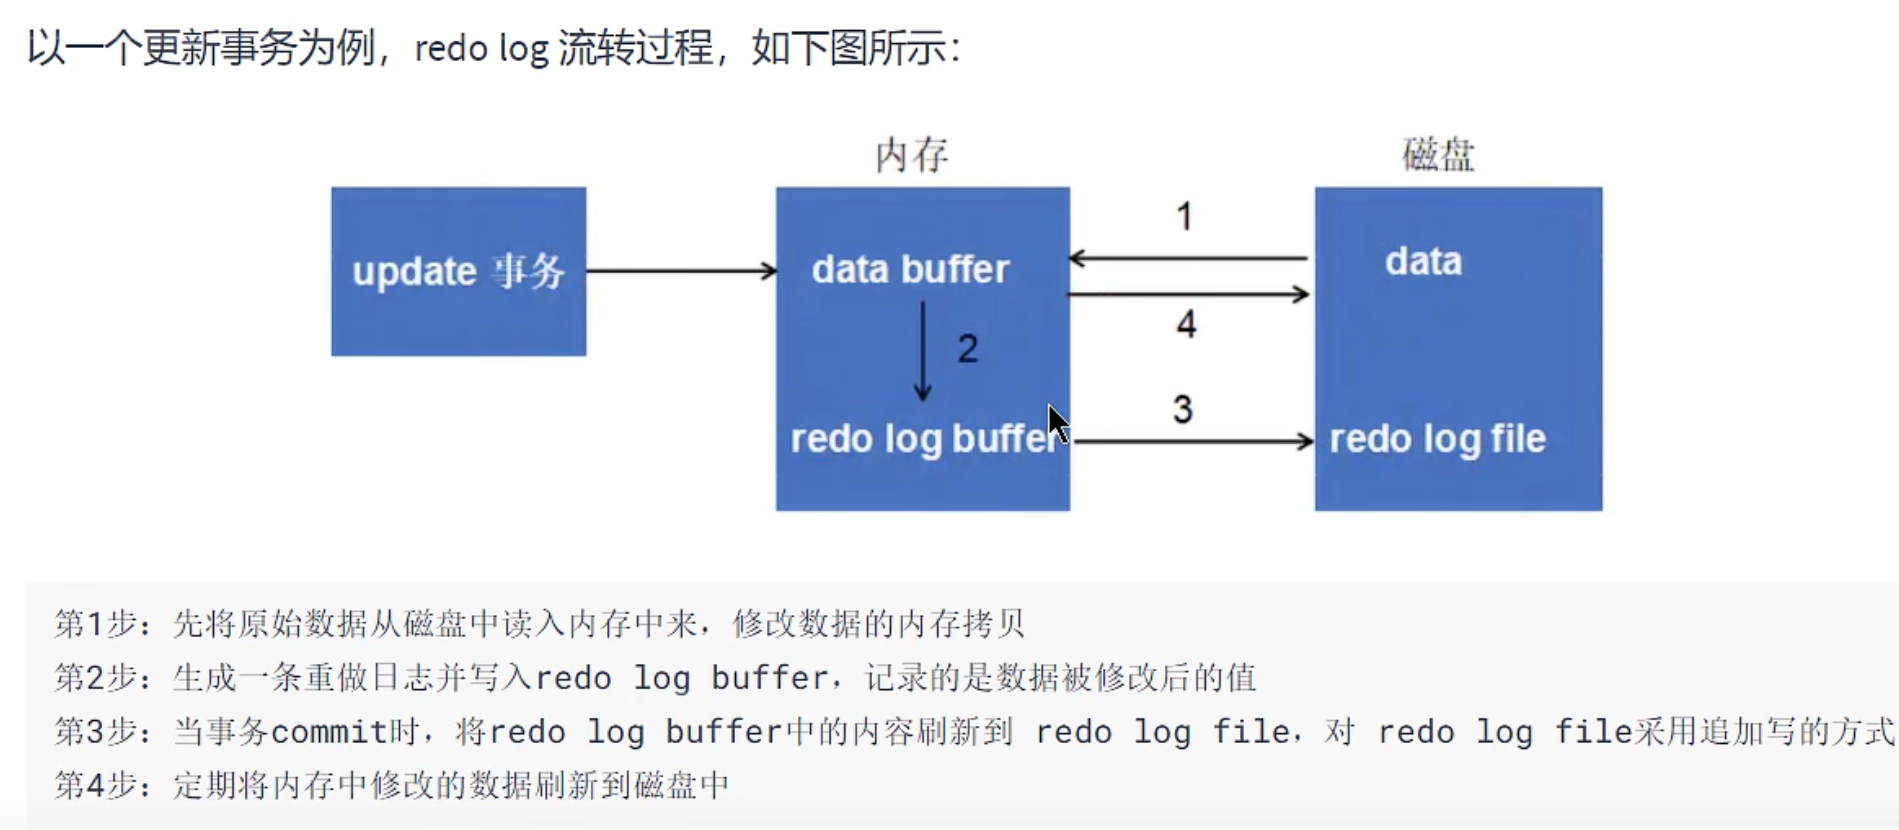 以一个更新事务为例，redo log 流转过程，如下图所示：
内存
磁盘
update 事务
data buffer
1
data
4
2
3
redo log buffer
redo log file
第1步：先将原始数据从磁盘中读入内存中来，修改数据的内存拷贝
第2步：生成一条重做日志并写入redo log buffer，记录的是数据被修改后的值
第3步：当事务commit时，将redo log buffer中的内容刷新到 redo log file，对 redo log file采用追加写的方式
第4步：定期将内存中修改的数据刷新到磁盘中